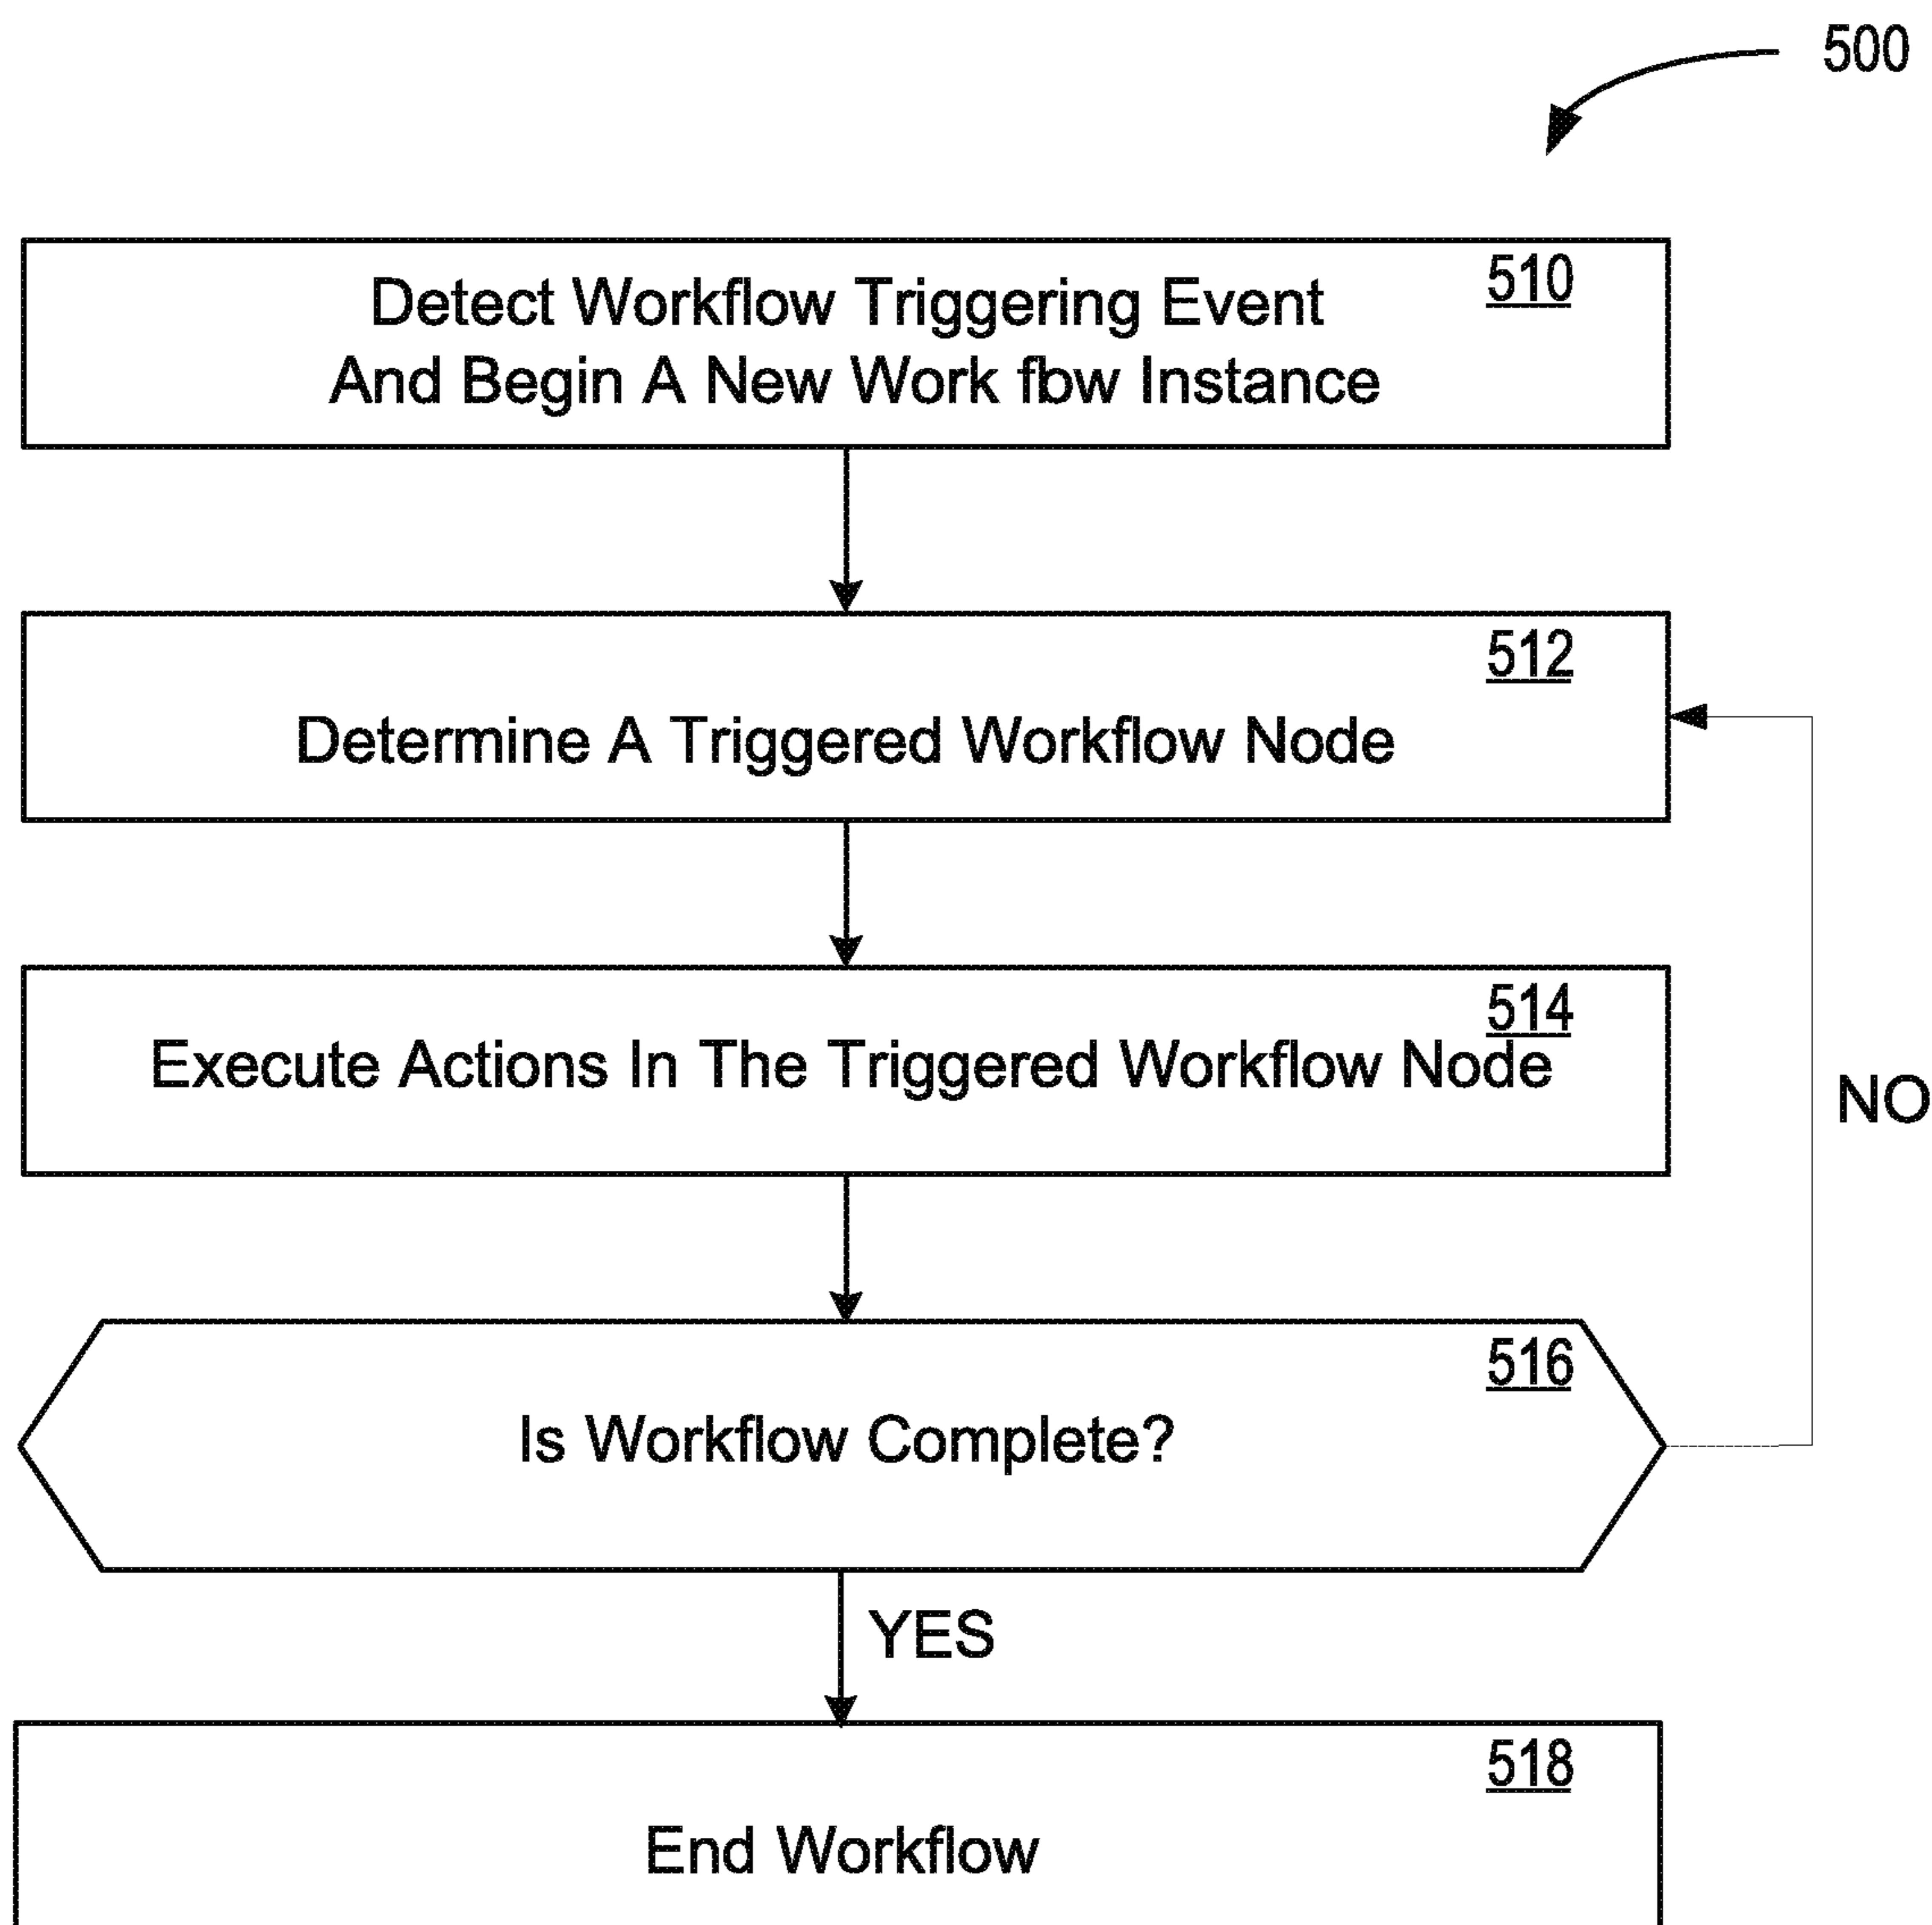 500
510
Detect Workflow Triggering Event
And Begin A New Work fbw Instance
512
Determine A Triggered Workflow Node
514
Execute Actions In The Triggered Workflow Node
NO
516
Is Workflow Complete?
YES
518
End Workflow